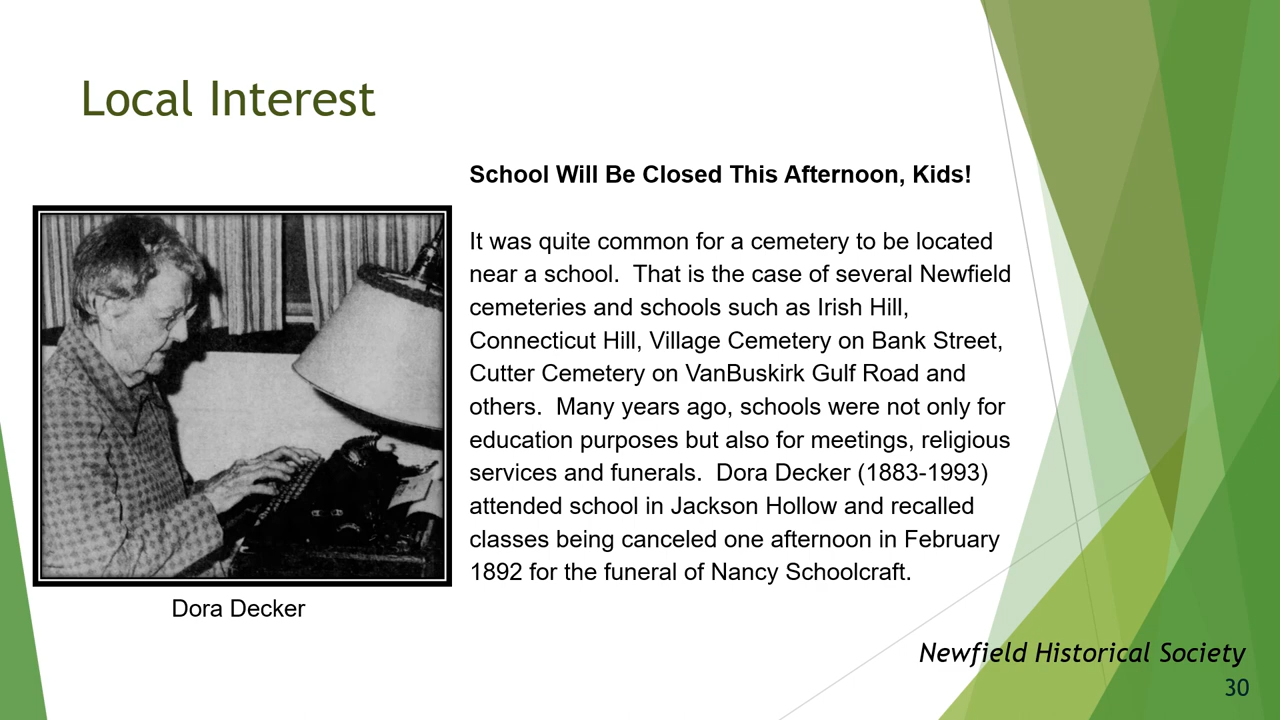 Local Interest
School Will Be Closed This Afternoon, Kids!
It was quite common for a cemetery to be located
near a school.  That is the case of several Newfield
cemeteries and schools such as Irish Hill,
Connecticut Hill, Village Cemetery on Bank Street,
Cutter Cemetery on VanBuskirk Gulf Road and
others.  Many years ago, schools were not only for
education purposes but also for meetings, religious
services and funerals.  Dora Decker (1883-1993)
attended school in Jackson Hollow and recalled
classes being canceled one afternoon in February
1892 for the funeral of Nancy Schoolcraft.
Dora Decker
Newfield Historical Society
30